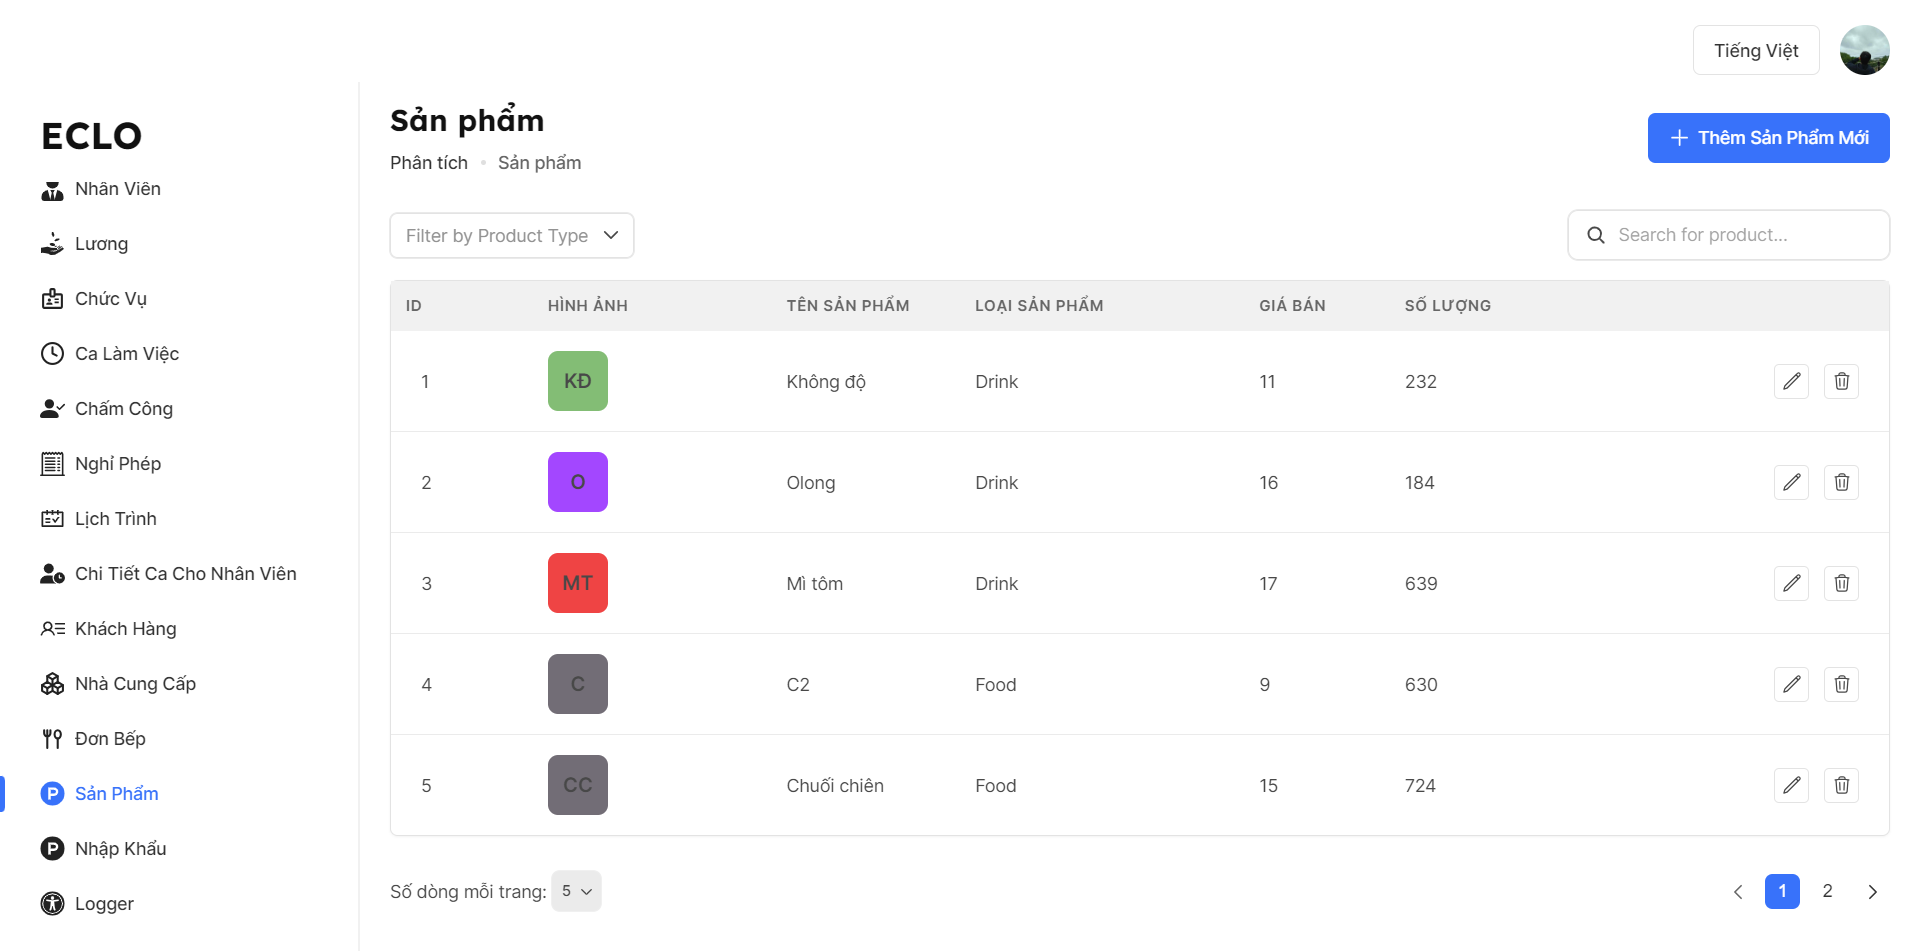 Tiếng Việt
ECLO
Nhân Viên
Lương
Chức Vụ
Ca Làm Việc
Chấm Công
Nghỉ Phép
Lịch Trình
Chi Tiết Ca Cho Nhân Viên
Khách Hàng
Nhà Cung Cấp
Đơn Bếp
Sản Phẩm
Nhập Khẩu
Logger
Sản phẩm
Phân tích • Sản phẩm
Thêm Sản Phẩm Mới
Filter by Product Type
Search for product...
ID HÌNH ẢNH TÊN SẢN PHẨM LOẠI SẢN PHẨM GIÁ BÁN SỐ LƯỢNG
1 KĐ Không độ Drink 11 232
2 O Olong Drink 16 184
3 MT Mì tôm Drink 17 639
4 C C2 Food 9 630
5 CC Chuối chiên Food 15 724
Số dòng mỗi trang: 5
1 2